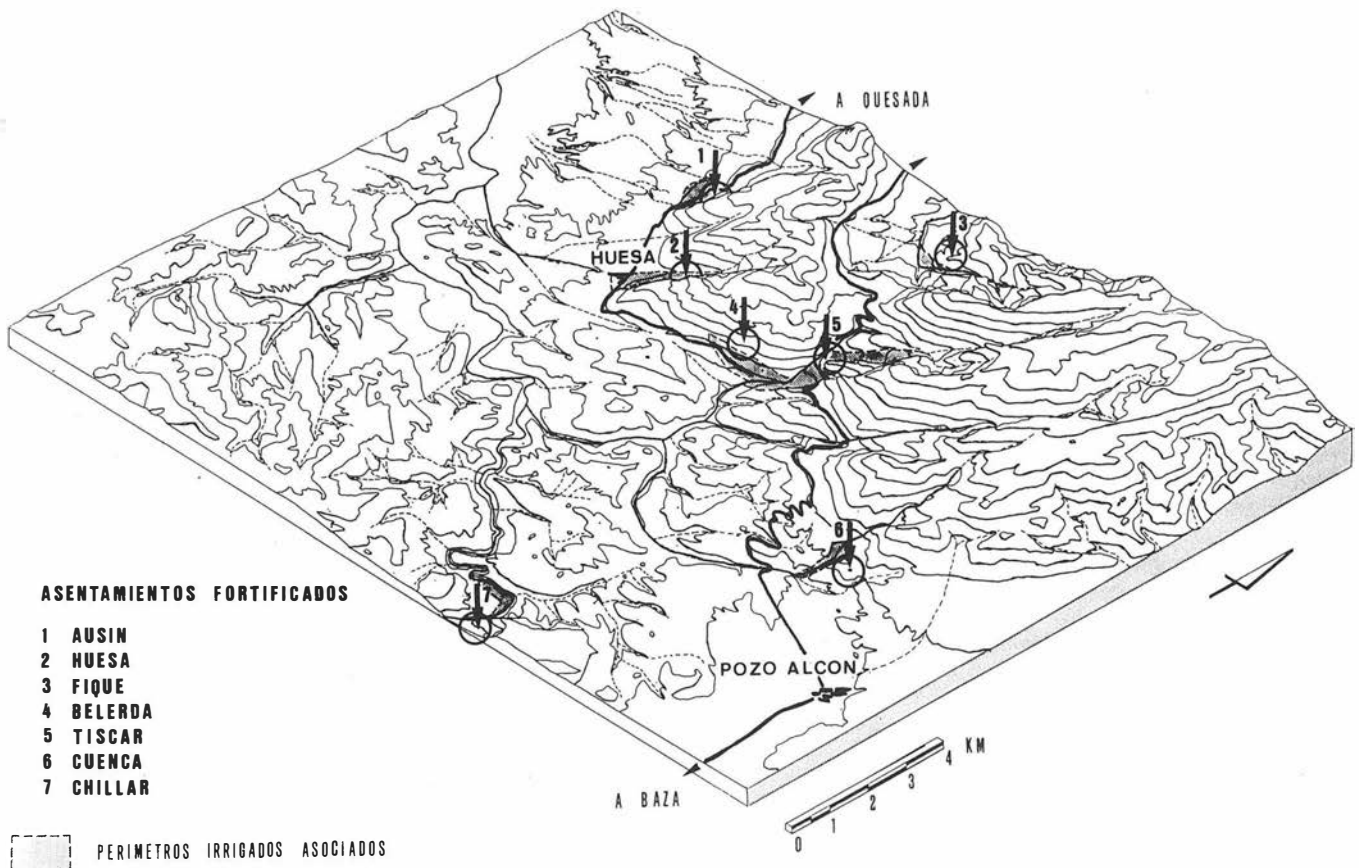 A QUESADA
1
3
2
HUESA
4
5
6
7
ASENTAMIENTOS FORTIFICADOS
1 AUSIN
2 HUESA
3 FIQUE
4 BELERDA
5 TISCAR
6 CUENCA
7 CHILLAR
POZO ALCON
A BAZA
KM
0 1 2 3 4
PERIMETROS IRRIGADOS ASOCIADOS